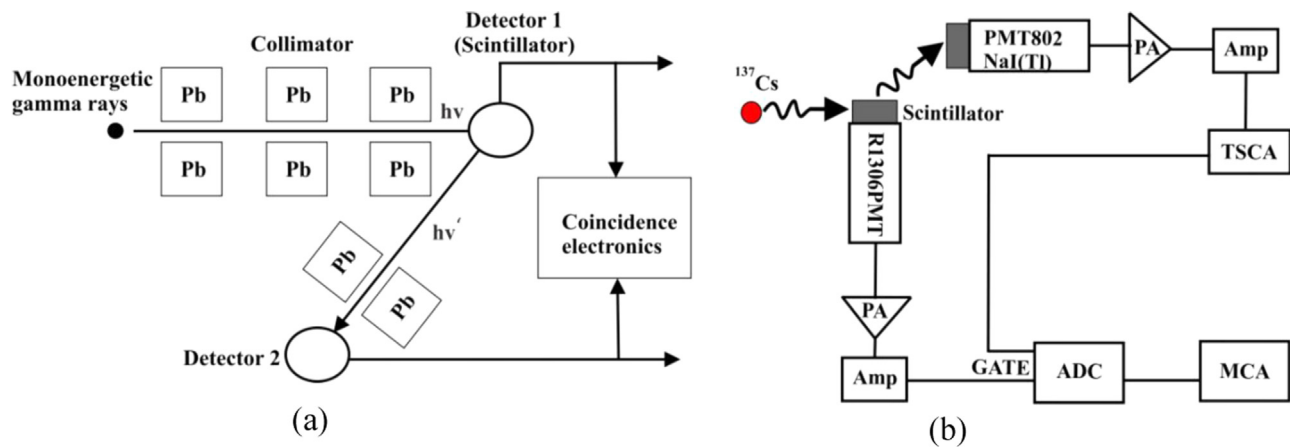 Detector 1
(Scintillator)
Collimator
Monoenergetic
gamma rays
Pb Pb Pb
hν
Pb Pb Pb
hν'
Pb
Pb
Coincidence
electronics
Detector 2
(a)
PMT802
NaI(Tl)
PA
Amp
137Cs
Scintillator
R1306PMT
TSCA
PA
GATE
Amp
ADC
MCA
(b)